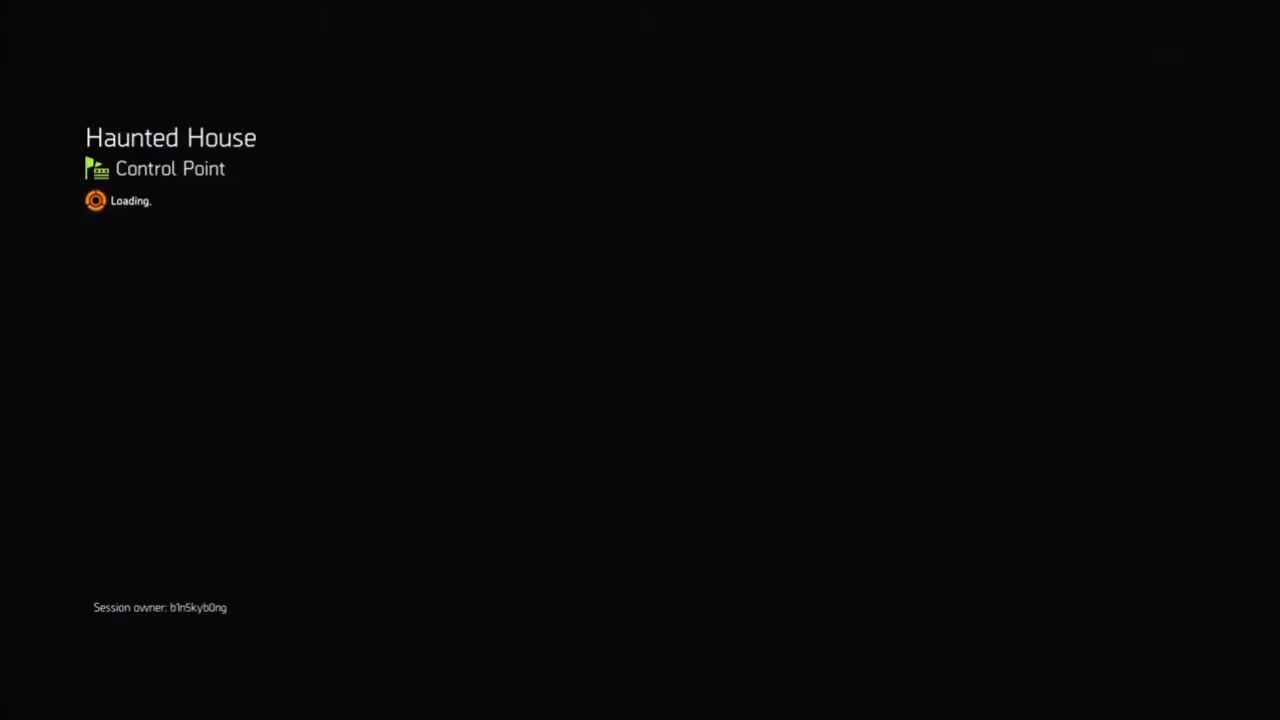 Haunted House
Control Point
Loading.
Session owner: b1n5kyb0ng